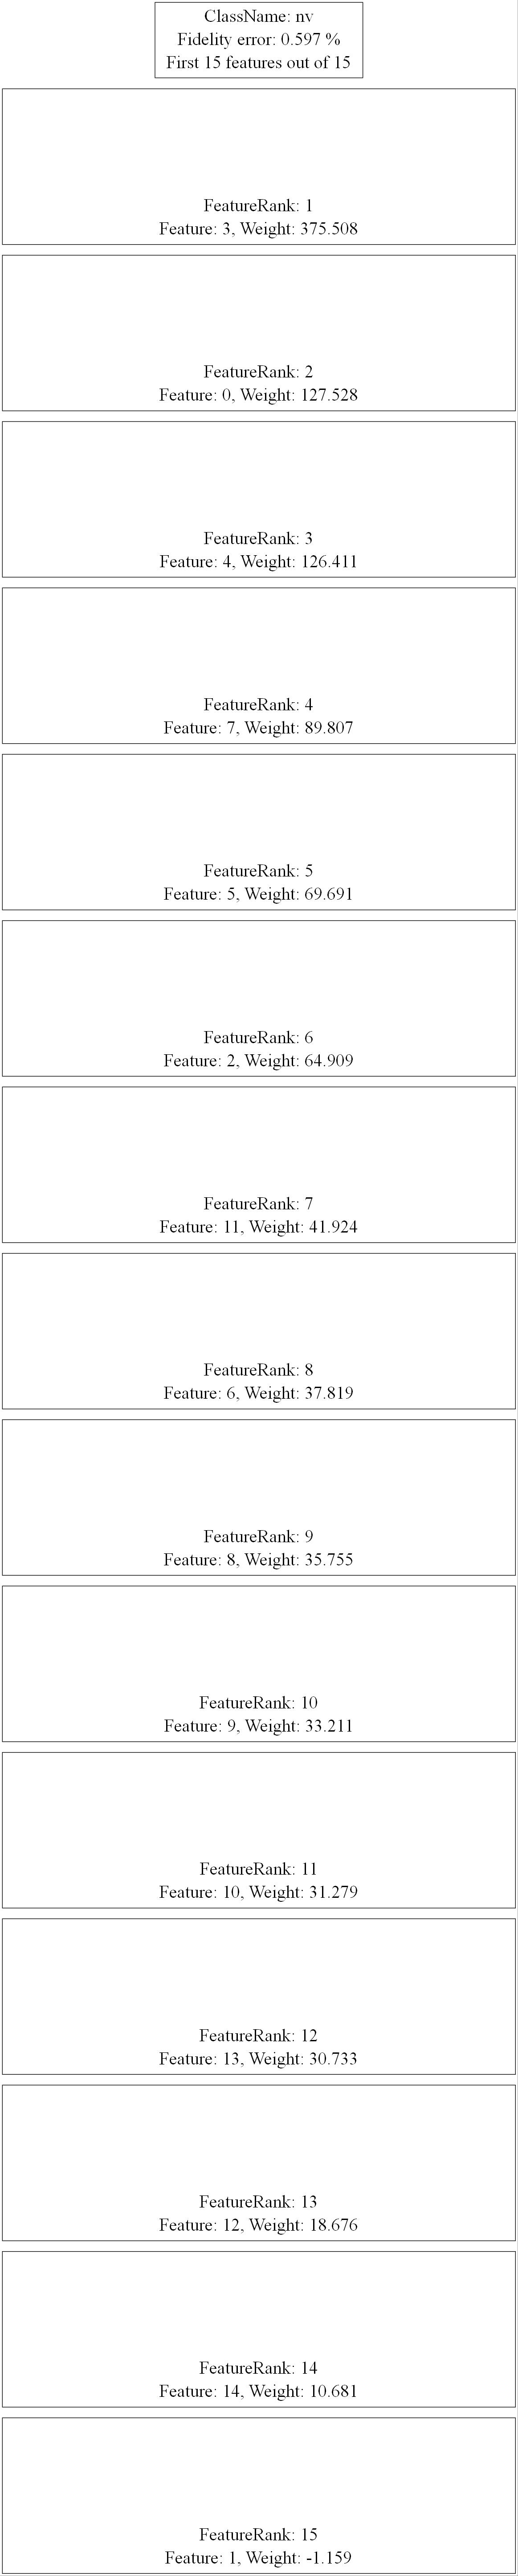 ClassName: nv
Fidelity error: 0.597 %
First 15 features out of 15
FeatureRank: 1
Feature: 3, Weight: 375.508
FeatureRank: 2
Feature: 0, Weight: 127.528
FeatureRank: 3
Feature: 4, Weight: 126.411
FeatureRank: 4
Feature: 7, Weight: 89.807
FeatureRank: 5
Feature: 5, Weight: 69.691
FeatureRank: 6
Feature: 2, Weight: 64.909
FeatureRank: 7
Feature: 11, Weight: 41.924
FeatureRank: 8
Feature: 6, Weight: 37.819
FeatureRank: 9
Feature: 8, Weight: 35.755
FeatureRank: 10
Feature: 9, Weight: 33.211
FeatureRank: 11
Feature: 10, Weight: 31.279
FeatureRank: 12
Feature: 13, Weight: 30.733
FeatureRank: 13
Feature: 12, Weight: 18.676
FeatureRank: 14
Feature: 14, Weight: 10.681
FeatureRank: 15
Feature: 1, Weight: -1.159